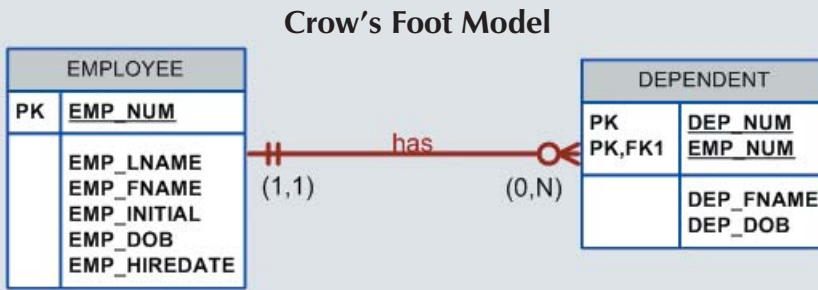 Crow's Foot Model
EMPLOYEE
PK EMP_NUM
EMP_LNAME
EMP_FNAME
EMP_INITIAL
EMP_DOB
EMP_HIREDATE
has
(1,1)
(0,N)
DEPENDENT
PK DEP_NUM
PK,FK1 EMP_NUM
DEP_FNAME
DEP_DOB